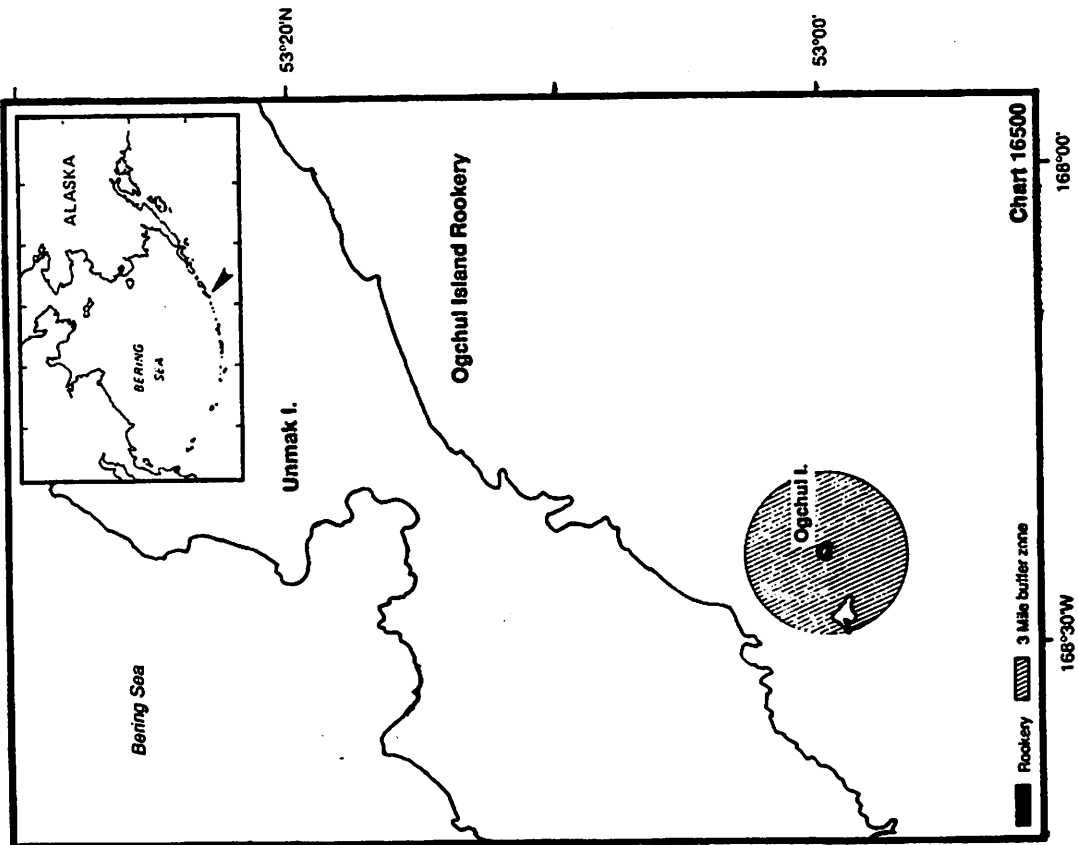 53°20'N
53°00'
ALASKA
BERING
SEA
Bering Sea
Unmak I.
Ogchul Island Rookery
Ogchul I.
Rookery
3 Mile buffer zone
Chart 16500
168°30'W
168°00'